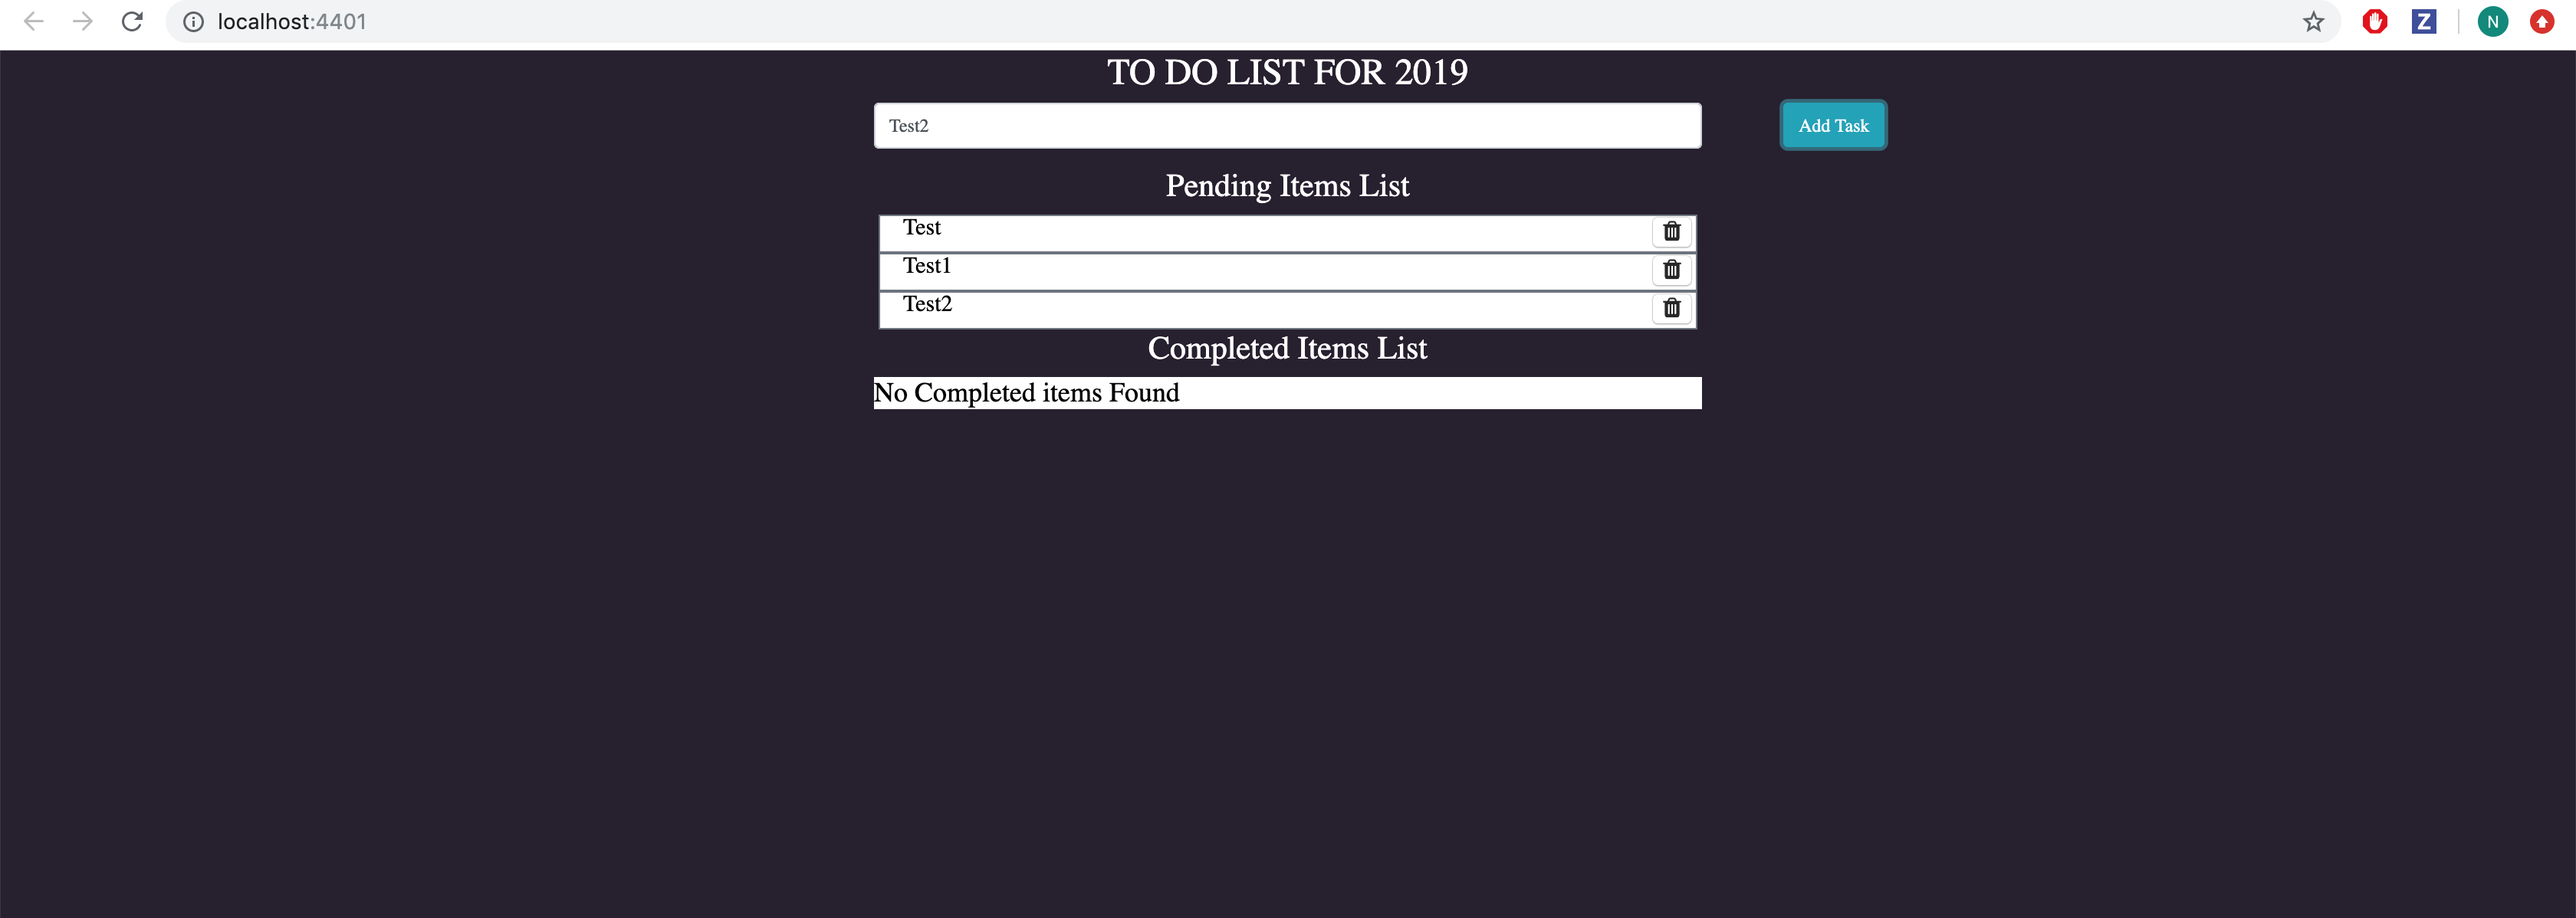 localhost:4401
Z
N
TO DO LIST FOR 2019
Test2
Add Task
Pending Items List
Test
Test1
Test2
Completed Items List
No Completed items Found